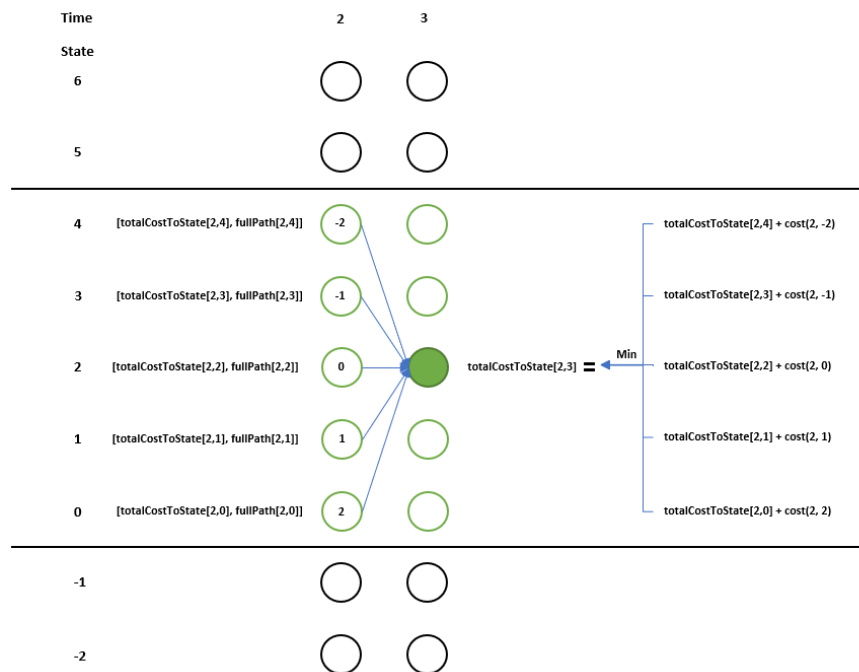 Time 2 3
State
6
5
4 [totalCostToState[2,4], fullPath[2,4]] -2 totalCostToState[2,4] + cost(2, -2)
3 [totalCostToState[2,3], fullPath[2,3]] -1 totalCostToState[2,3] + cost(2, -1)
Min
2 [totalCostToState[2,2], fullPath[2,2]] 0 totalCostToState[2,3] = totalCostToState[2,2] + cost(2, 0)
1 [totalCostToState[2,1], fullPath[2,1]] 1 totalCostToState[2,1] + cost(2, 1)
0 [totalCostToState[2,0], fullPath[2,0]] 2 totalCostToState[2,0] + cost(2, 2)
-1
-2